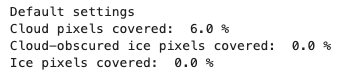 Default settings
Cloud pixels covered:  6.0 %
Cloud-obscured ice pixels covered:  0.0 %
Ice pixels covered:  0.0 %